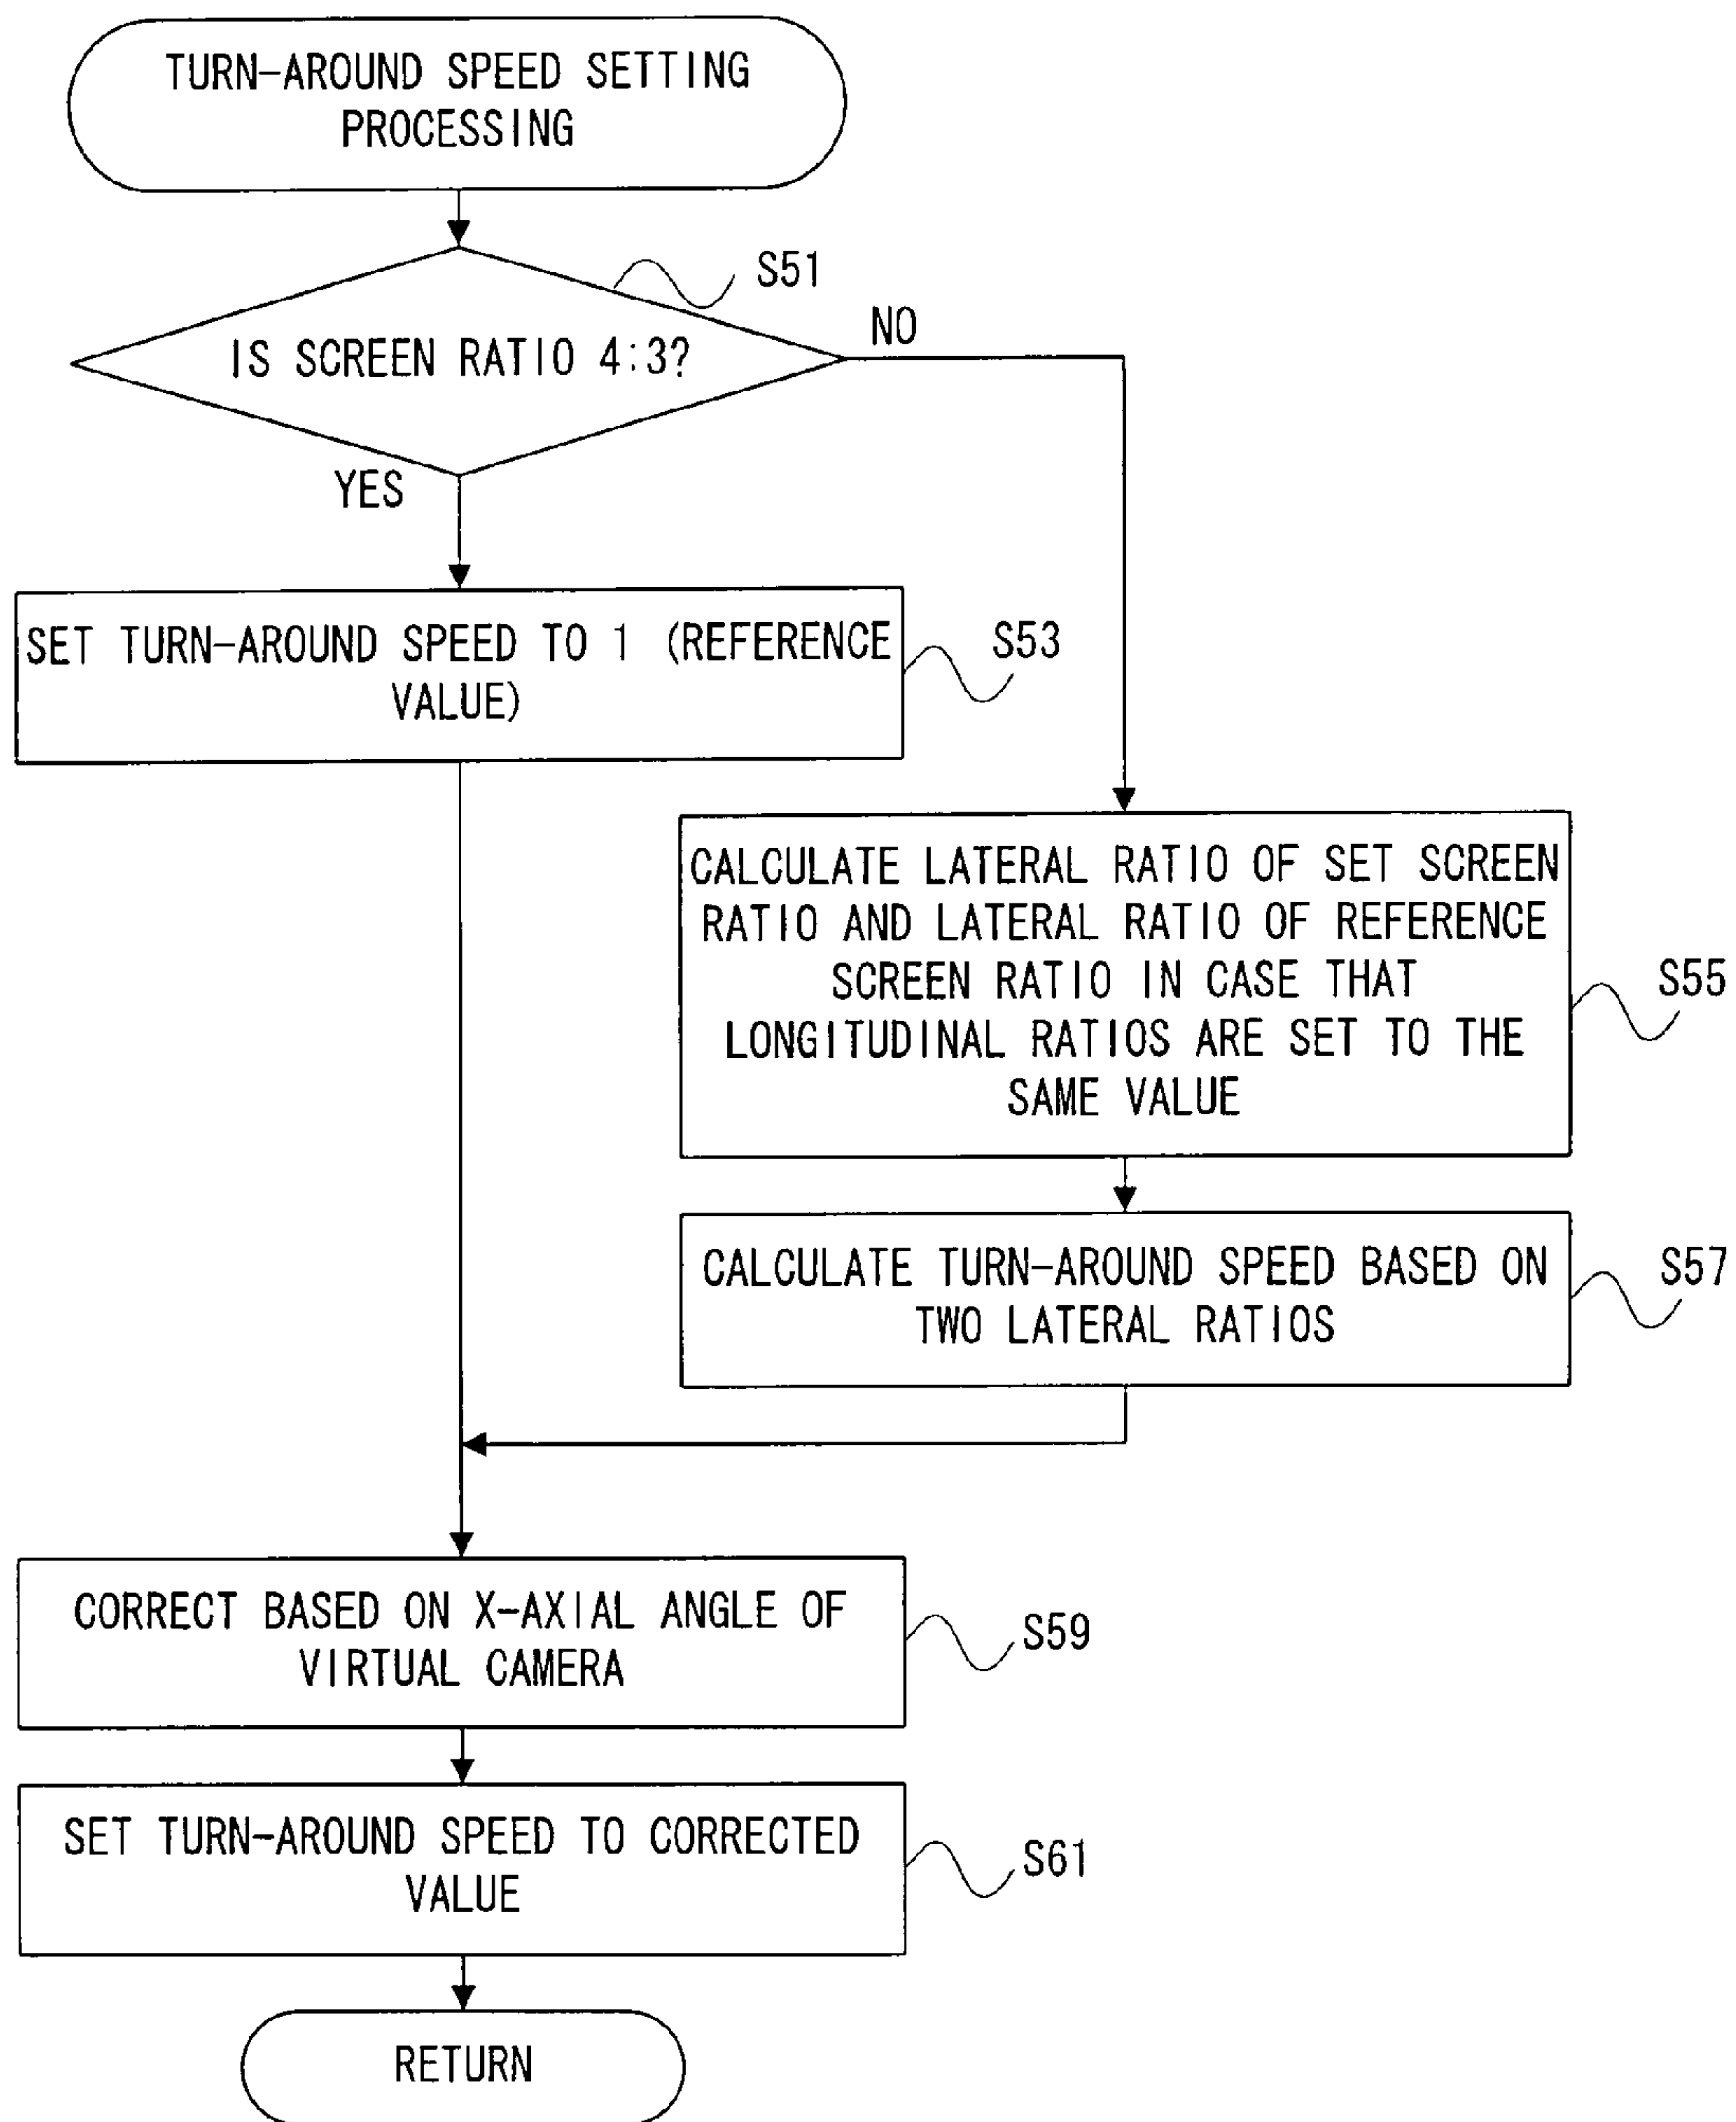 TURN-AROUND SPEED SETTING
PROCESSING
S51
IS SCREEN RATIO 4:3?
NO
YES
SET TURN-AROUND SPEED TO 1 (REFERENCE
VALUE)
S53
CALCULATE LATERAL RATIO OF SET SCREEN
RATIO AND LATERAL RATIO OF REFERENCE
SCREEN RATIO IN CASE THAT
LONGITUDINAL RATIOS ARE SET TO THE
SAME VALUE
S55
CALCULATE TURN-AROUND SPEED BASED ON
TWO LATERAL RATIOS
S57
CORRECT BASED ON X-AXIAL ANGLE OF
VIRTUAL CAMERA
S59
SET TURN-AROUND SPEED TO CORRECTED
VALUE
S61
RETURN